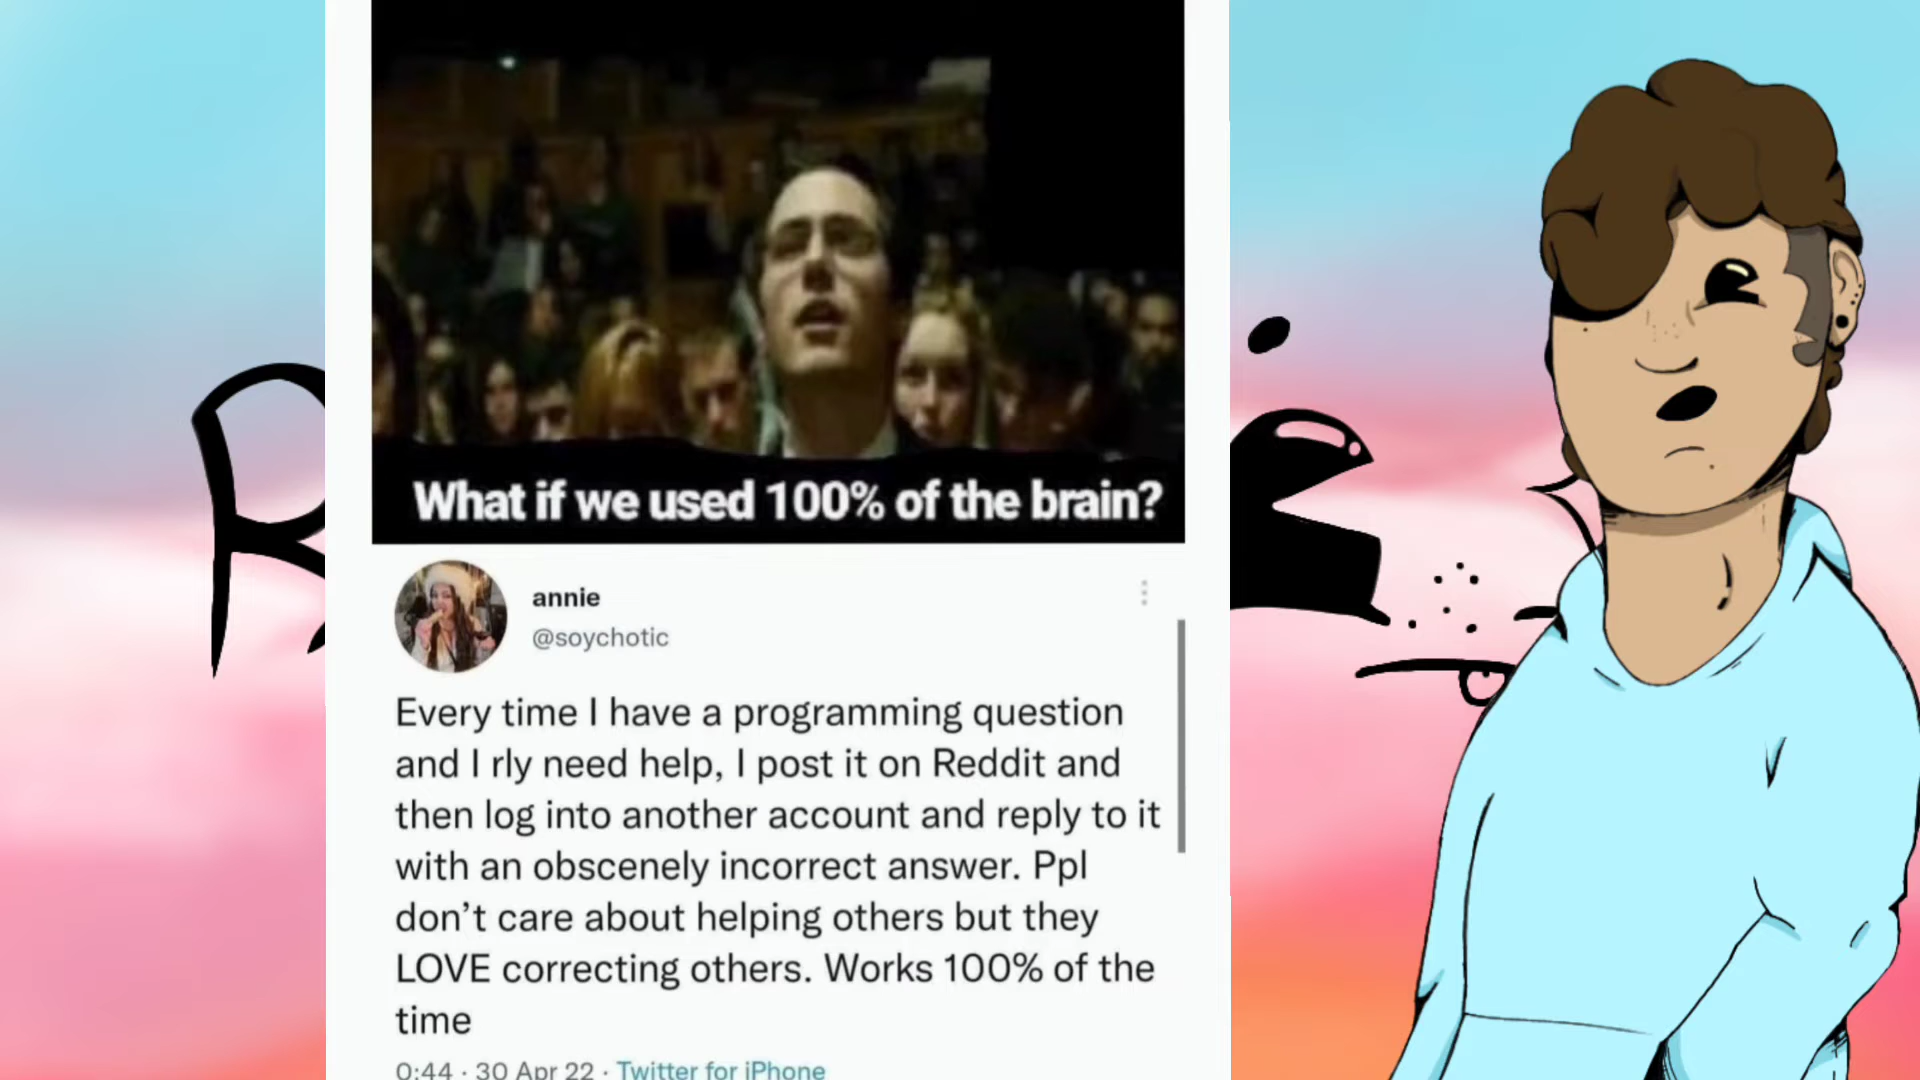 What if we used 100% of the brain?
annie
@soychotic
Every time I have a programming question
and I rly need help, I post it on Reddit and
then log into another account and reply to it
with an obscenely incorrect answer. Ppl
don’t care about helping others but they
LOVE correcting others. Works 100% of the
time
0:44 · 30 Apr 22 · Twitter for iPhone